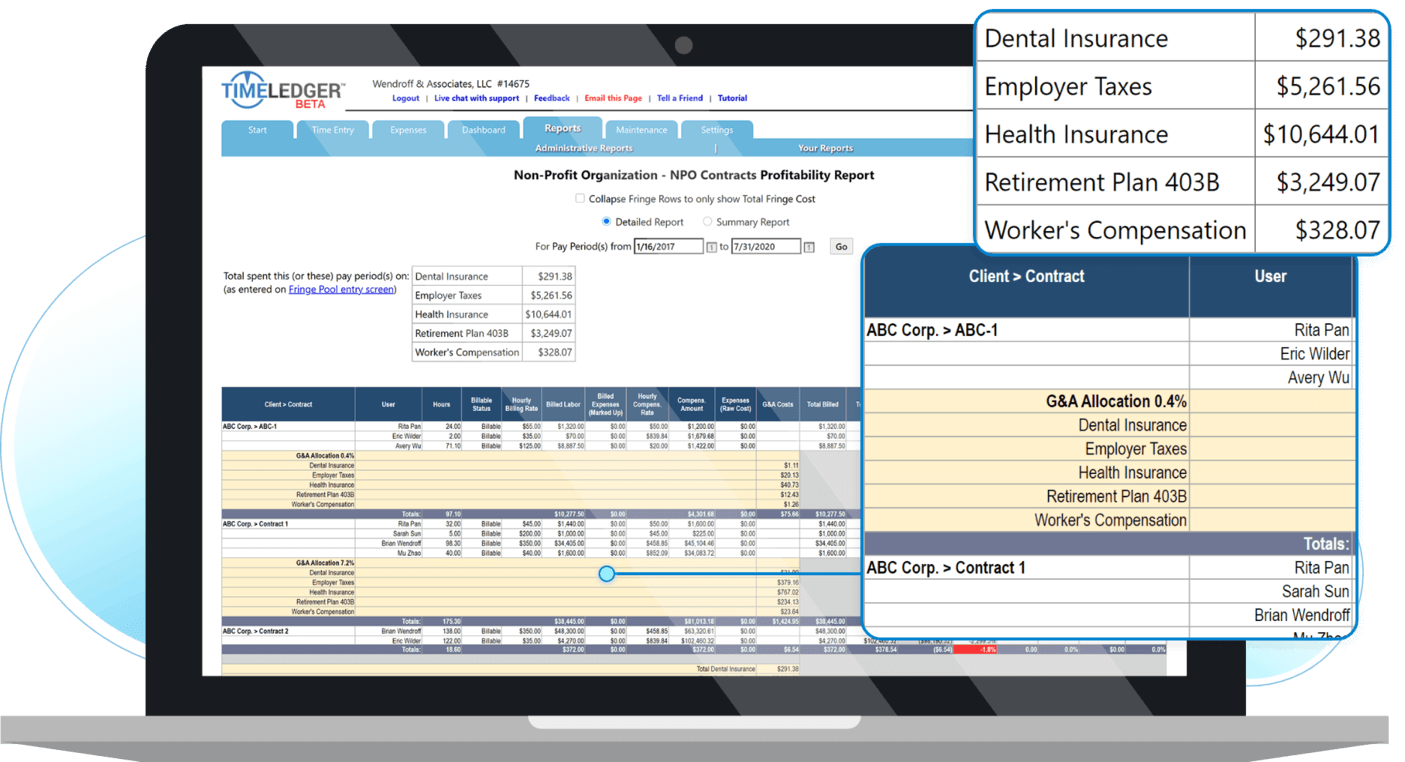 TIMELEDGER™
BETA
Wendroff & Associates, LLC #14675
Logout | Live chat with support | Feedback | Email this Page | Tell a Friend | Tutorial
Start Time Entry Expenses Dashboard Reports Maintenance Settings
Administrative Reports | Your Reports
Non-Profit Organization - NPO Contracts Profitability Report
Collapse Fringe Rows to only show Total Fringe Cost
Detailed Report Summary Report
For Pay Period(s) from 1/16/2017 to 7/31/2020 Go
Total spent this (or these) pay period(s) on:
(as entered on Fringe Pool entry screen)
Dental Insurance $291.38
Employer Taxes $5,261.56
Health Insurance $10,644.01
Retirement Plan 403B $3,249.07
Worker's Compensation $328.07
Client > Contract User Hours Billable Status Hourly Billing Rate Billed Labor Billed Expenses (Marked Up) Hourly Compens. Rate Compens. Amount Expenses (Raw Cost) G&A Costs Total Billed
ABC Corp. > ABC-1 Rita Pan 24.00 Billable $55.00 $1,320.00 $0.00 $50.00 $1,200.00 $0.00 $1,320.00
Eric Wilder 2.00 Billable $35.00 $70.00 $0.00 $839.84 $1,679.68 $0.00 $70.00
Avery Wu 71.10 Billable $125.00 $8,887.50 $0.00 $20.00 $1,422.00 $0.00 $8,887.50
G&A Allocation 0.4%
Dental Insurance $1.11
Employer Taxes $20.13
Health Insurance $40.73
Retirement Plan 403B $12.43
Worker's Compensation $1.26
Totals: 97.10 $10,277.50 $0.00 $4,301.68 $0.00 $75.66 $10,277.50
ABC Corp. > Contract 1 Rita Pan 32.00 Billable $45.00 $1,440.00 $0.00 $50.00 $1,600.00 $0.00 $1,440.00
Sarah Sun 5.00 Billable $200.00 $1,000.00 $0.00 $45.00 $225.00 $0.00 $1,000.00
Brian Wendroff 98.30 Billable $350.00 $34,405.00 $0.00 $458.85 $45,104.46 $0.00 $34,405.00
Mu Zhao 40.00 Billable $40.00 $1,600.00 $0.00 $852.09 $34,083.72 $0.00 $1,600.00
G&A Allocation 7.2%
Dental Insurance
Employer Taxes $379.16
Health Insurance $767.02
Retirement Plan 403B $234.13
Worker's Compensation $23.64
Totals: 175.30 $38,445.00 $0.00 $81,013.18 $0.00 $1,424.95 $38,445.00
ABC Corp. > Contract 2 Brian Wendroff 138.00 Billable $350.00 $48,300.00 $0.00 $458.85 $63,320.61 $0.00 $48,300.00
Eric Wilder 122.00 Billable $35.00 $4,270.00 $0.00 $839.84 $102,460.32 $0.00 $4,270.00
Totals: 18.60 $372.00 $0.00 $372.00 $0.00 $6.54 $372.00 $378.54 ($6.54) -1.8% 0.00 0.0% $0.00 0.0%
Total Dental Insurance $291.38
Dental Insurance $291.38
Employer Taxes $5,261.56
Health Insurance $10,644.01
Retirement Plan 403B $3,249.07
Worker's Compensation $328.07
Client > Contract User
ABC Corp. > ABC-1 Rita Pan
Eric Wilder
Avery Wu
G&A Allocation 0.4%
Dental Insurance
Employer Taxes
Health Insurance
Retirement Plan 403B
Worker's Compensation
Totals:
ABC Corp. > Contract 1 Rita Pan
Sarah Sun
Brian Wendroff
Mu Zhao